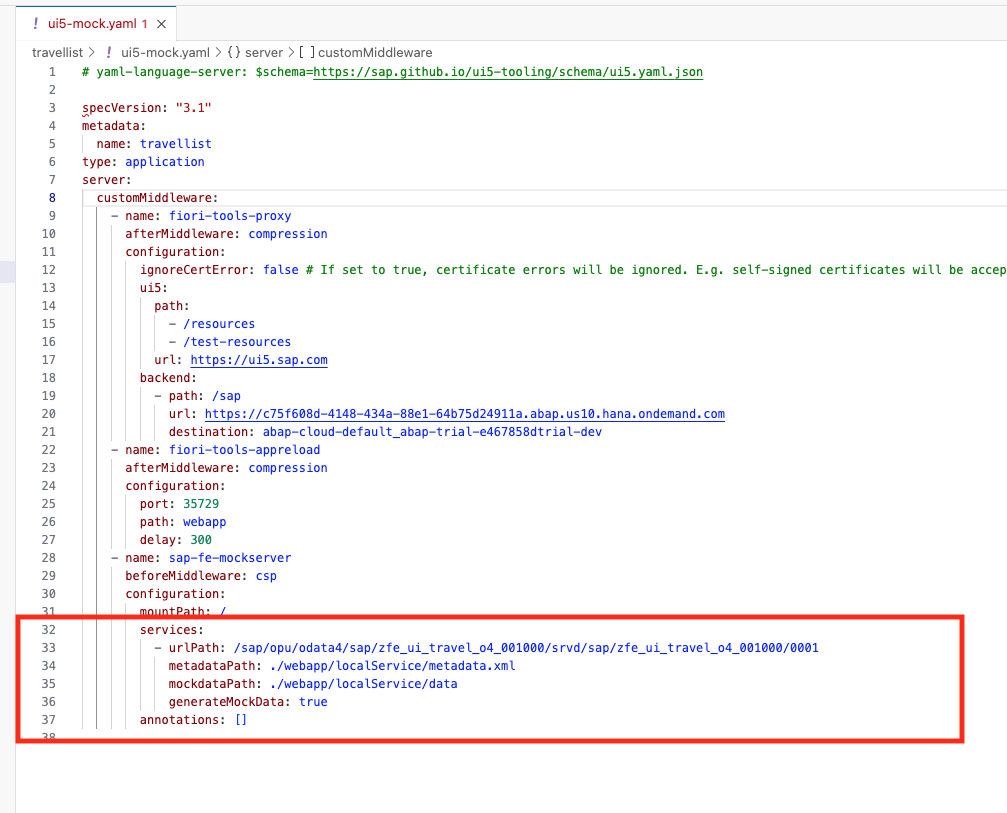 ! ui5-mock.yaml 1 ×
travellist > ! ui5-mock.yaml > {} server > [ ] customMiddleware
1 # yaml-language-server: $schema=https://sap.github.io/ui5-tooling/schema/ui5.yaml.json
2
3 specVersion: "3.1"
4 metadata:
5   name: travellist
6 type: application
7 server:
8   customMiddleware:
9     - name: fiori-tools-proxy
10       afterMiddleware: compression
11       configuration:
12         ignoreCertError: false # If set to true, certificate errors will be ignored. E.g. self-signed certificates will be accep
13         ui5:
14           path:
15             - /resources
16             - /test-resources
17           url: https://ui5.sap.com
18         backend:
19           - path: /sap
20             url: https://c75f608d-4148-434a-88e1-64b75d24911a.abap.us10.hana.ondemand.com
21             destination: abap-cloud-default_abap-trial-e467858dtrial-dev
22     - name: fiori-tools-appreload
23       afterMiddleware: compression
24       configuration:
25         port: 35729
26         path: webapp
27         delay: 300
28     - name: sap-fe-mockserver
29       beforeMiddleware: csp
30       configuration:
31         mountPath: /
32         services:
33           - urlPath: /sap/opu/odata4/sap/zfe_ui_travel_o4_001000/srvd/sap/zfe_ui_travel_o4_001000/0001
34             metadataPath: ./webapp/localService/metadata.xml
35             mockdataPath: ./webapp/localService/data
36             generateMockData: true
37         annotations: []
38